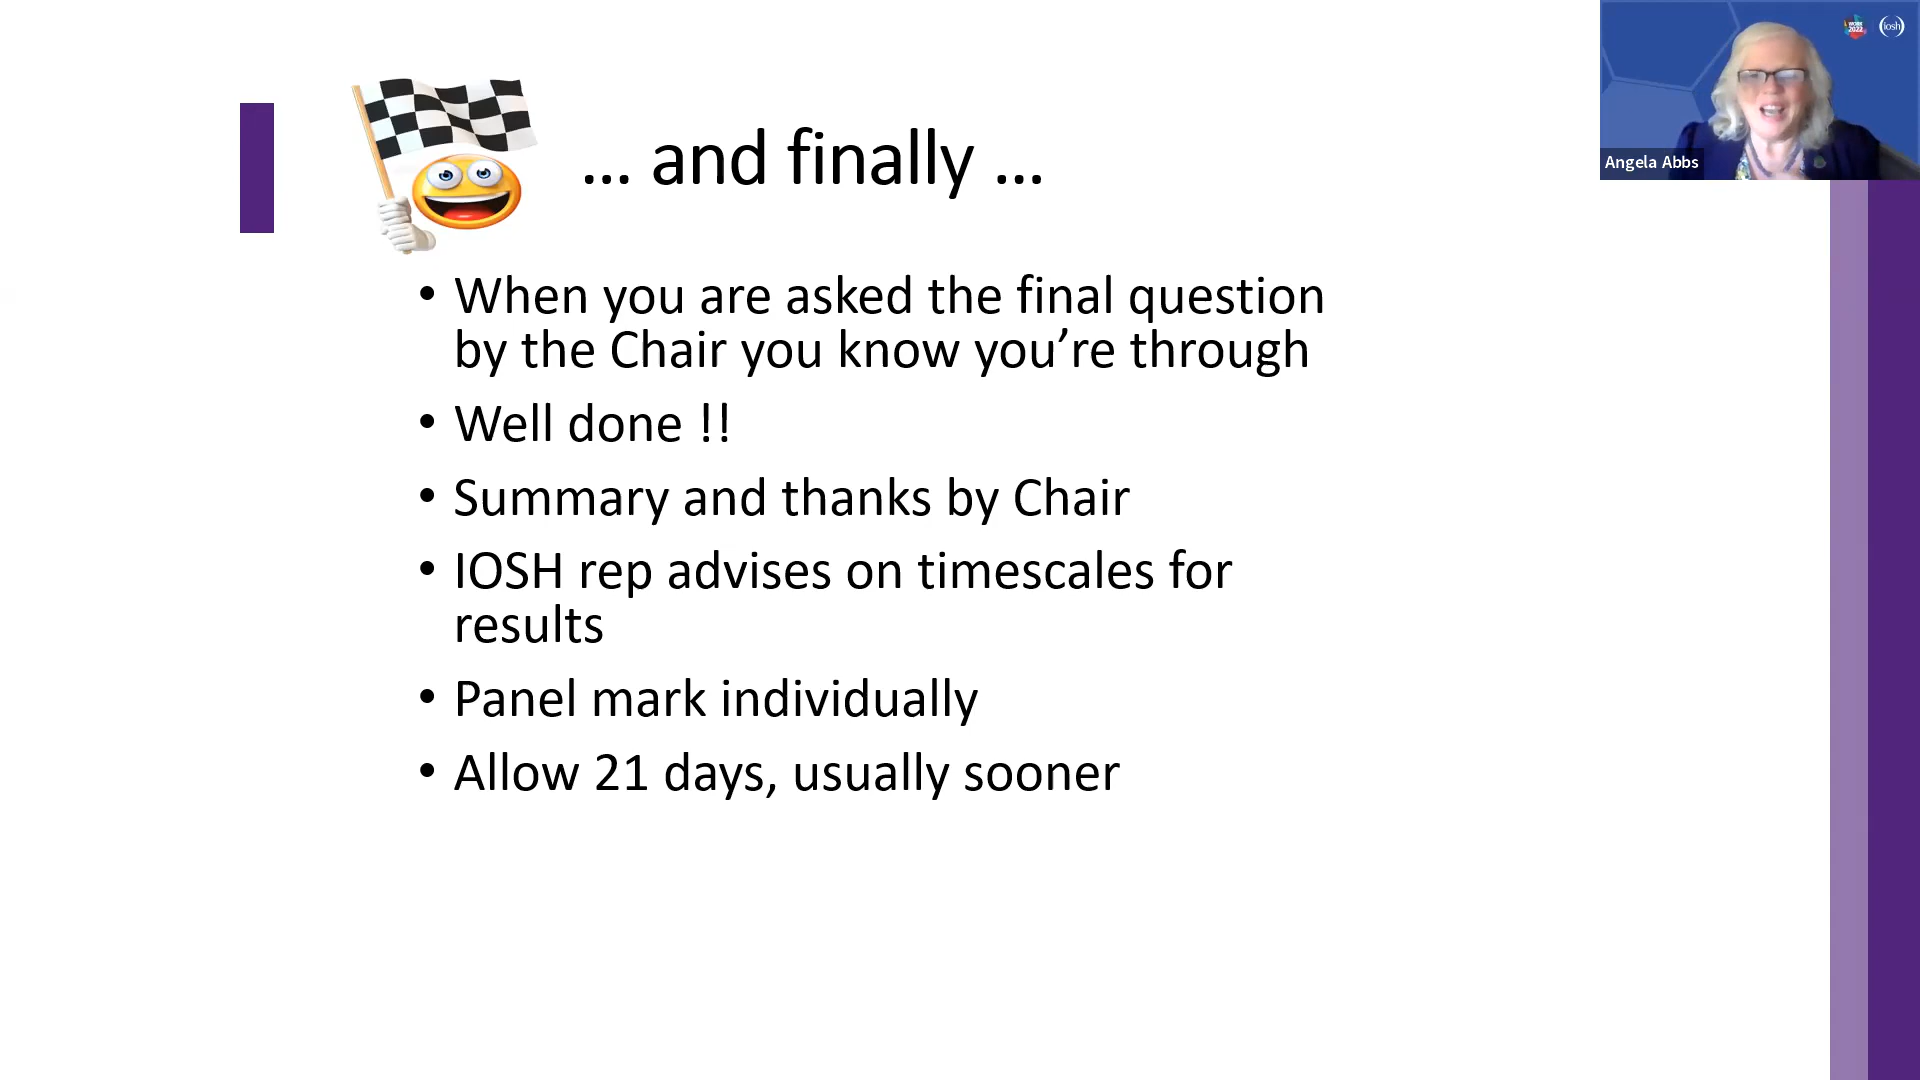 … and finally …
• When you are asked the final question
by the Chair you know you’re through
• Well done !!
• Summary and thanks by Chair
• IOSH rep advises on timescales for
results
• Panel mark individually
• Allow 21 days, usually sooner
WORK
2022
iosh
Angela Abbs